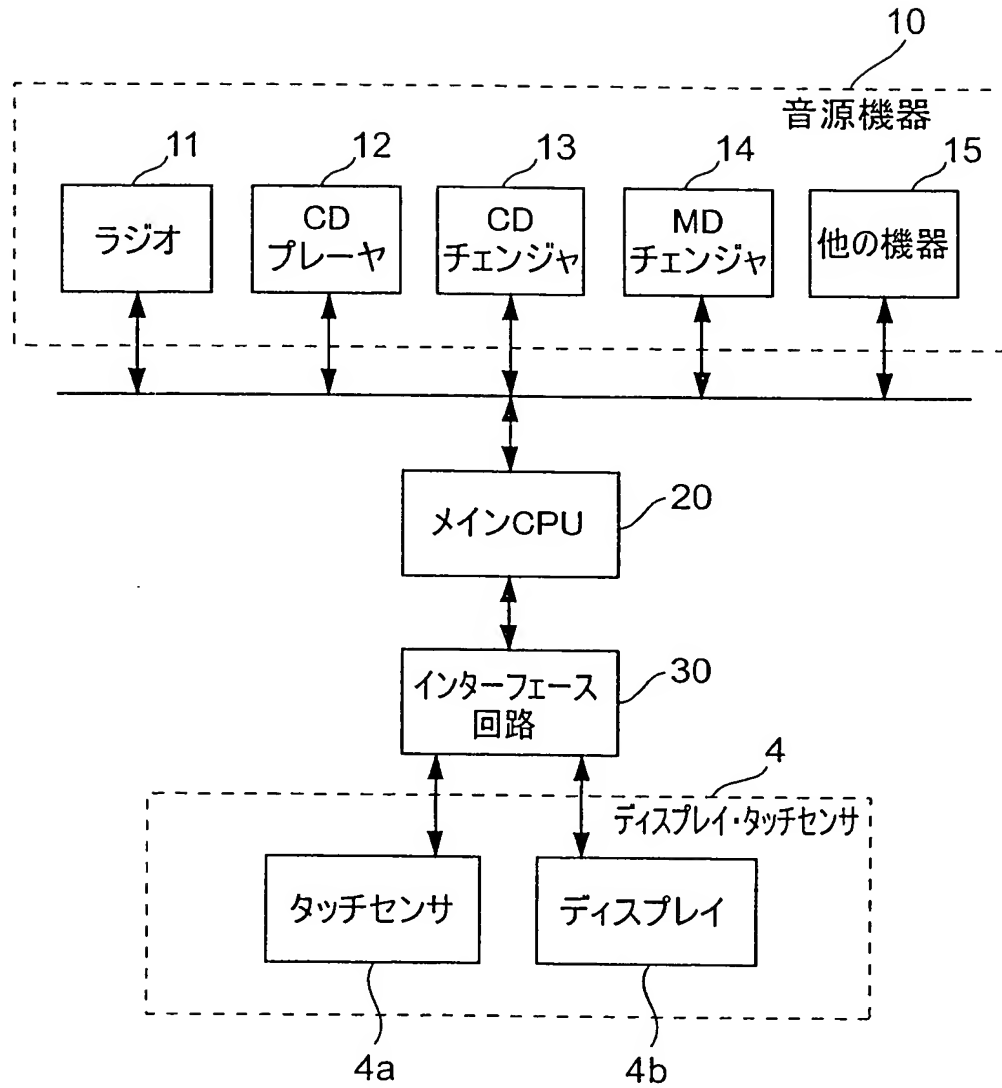 10
音源機器
11
12
13
14
15
ラジオ
CD
プレーヤ
CD
チェンジャ
MD
チェンジャ
他の機器
メインCPU
20
インターフェース
回路
30
4
ディスプレイ・タッチセンサ
タッチセンサ
ディスプレイ
4a
4b